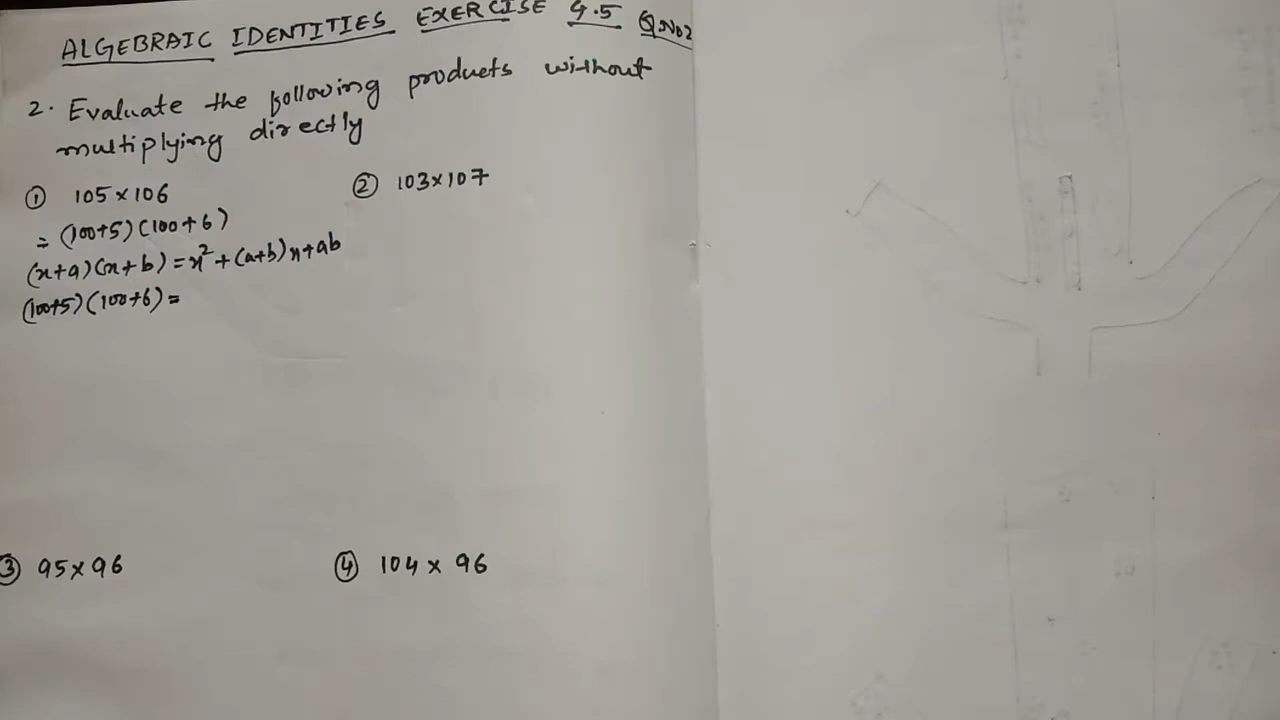 ALGEBRAIC IDENTITIES EXERCISE 4.5 Q.No2
2. Evaluate the following products without
multiplying directly
① 105 × 106
② 103 × 107
= (100+5) (100+6)
(x+a) (x+b) = x² + (a+b) x + ab
(100+5) (100+6) =
③ 95 × 96
④ 104 × 96